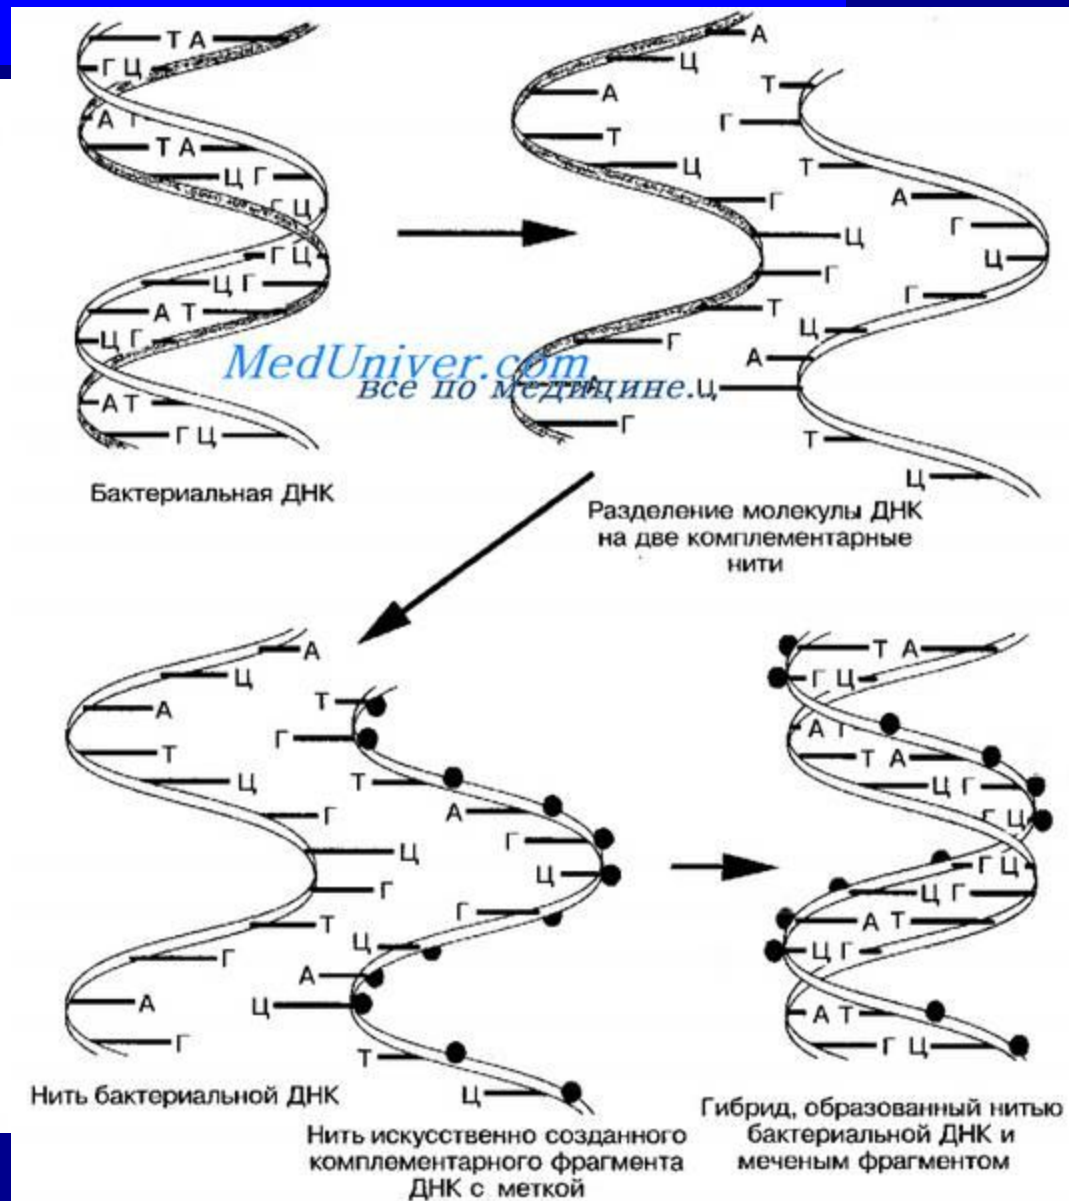 Т А
Г Ц
А Т
Т А
Ц Г
Г Ц
Г Ц
Ц Г
А Т
Ц Г
А Т
Г Ц
Бактериальная ДНК
А
Ц
А
Т
Ц
Г
Ц
Г
Т
Г
А
Г
Т
Г
Т
А
Г
Ц
Г
Ц
А
Ц
Т
Ц
MedUniver.com
все по медицине.
Разделение молекулы ДНК
на две комплементарные
нити
А
Ц
А
Т
Ц
Г
Ц
Г
Т
Г
А
Г
Нить бактериальной ДНК
Т
Г
Т
А
Г
Ц
Г
Ц
А
Ц
Т
Ц
Нить искусственно созданного
комплементарного фрагмента
ДНК с меткой
Т А
Г Ц
А Т
Т А
Ц Г
Г Ц
Г Ц
Ц Г
А Т
Ц Г
А Т
Г Ц
Гибрид, образованный нитью
бактериальной ДНК и
меченым фрагментом